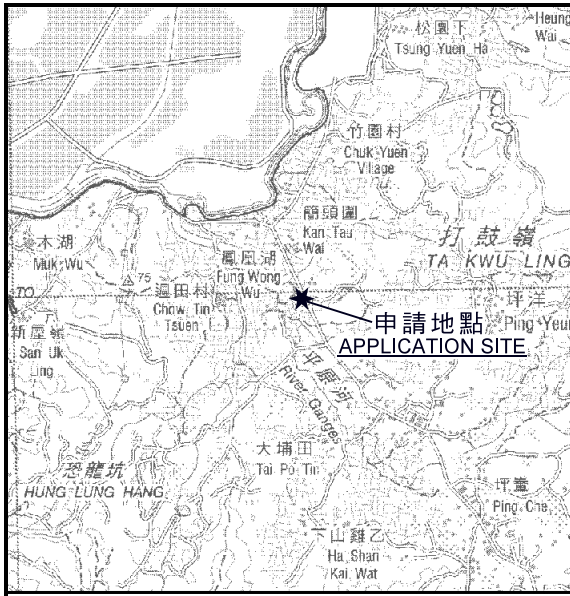 松園下
Tsung Yuen Ha
Heung
Wai
竹園村
Chuk Yuen
Village
簡頭圍
Kan Tau
Wai
打鼓嶺
TA KWU LING
木湖
Muk Wu
鳳凰湖
Fung Wong
Wu
75
週田村
Chow Tin
Tsuen
TO
新屋嶺
San Uk
Ling
坪洋
Ping Yeun
申請地點
APPLICATION SITE
平原河
River Ganges
大埔田
Tai Po Tin
恐龍坑
HUNG LUNG HANG
坪輋
Ping Che
下山雞乙
Ha Shan
Kai Wat